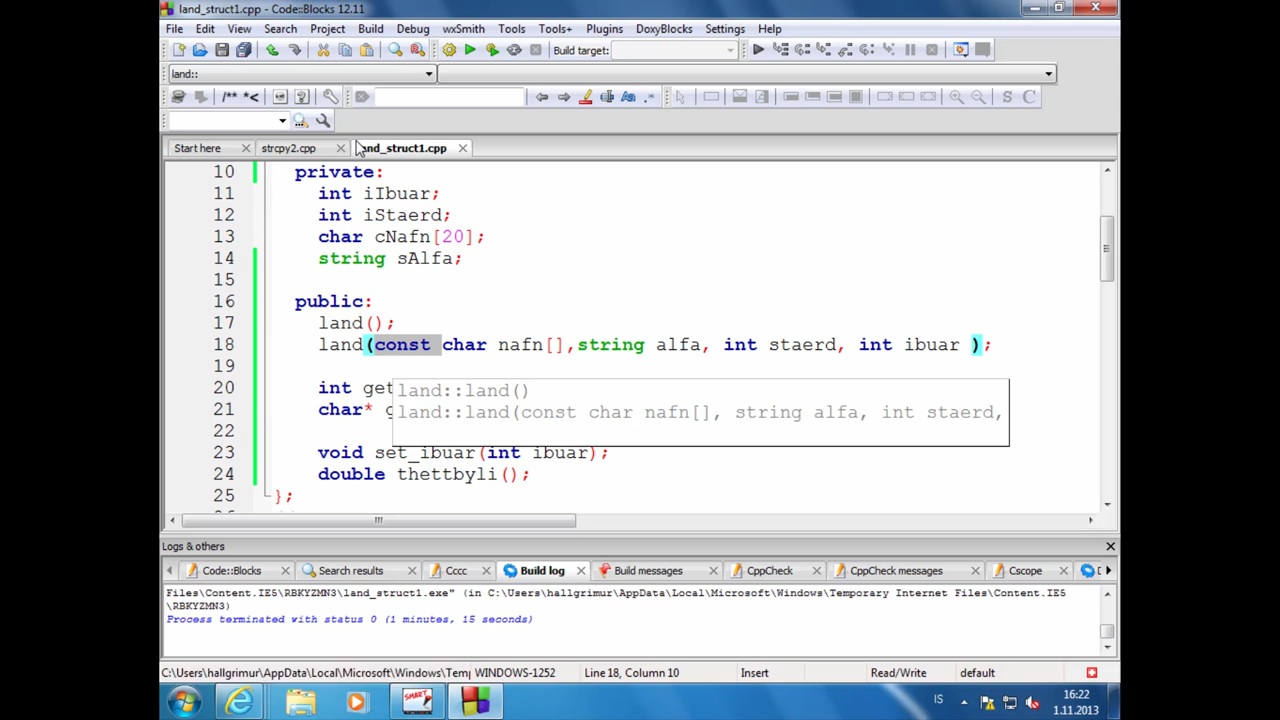 land_struct1.cpp - Code::Blocks 12.11
File Edit View Search Project Build Debug wxSmith Tools Tools+ Plugins DoxyBlocks Settings Help
Build target:
land::
/** *<
Aa .*
S C
Start here strcpy2.cpp land_struct1.cpp
10 private:
11 int iIbuar;
12 int iStaerd;
13 char cNafn[20];
14 string sAlfa;
15
16 public:
17 land();
18 land(const char nafn[],string alfa, int staerd, int ibuar );
19
land::land()
20 int get
land::land(const char nafn[], string alfa, int staerd,
21 char*
22
23 void set_ibuar(int ibuar);
24 double thettbyli();
25 };
Logs & others
Code::Blocks Search results Cccc Build log Build messages CppCheck CppCheck messages Cscope
Files\Content.IE5\RBKYZMN3\land_struct1.exe" (in C:\Users\hallgrimur\AppData\Local\Microsoft\Windows\Temporary Internet Files\Content.IE5
\RBKYZMN3)
Process terminated with status 0 (1 minutes, 15 seconds)
C:\Users\hallgrimur\AppData\Local\Microsoft\Windows\Temp WINDOWS-1252 Line 18, Column 10 Insert Read/Write default
SMART IS 16:22
1.11.2013